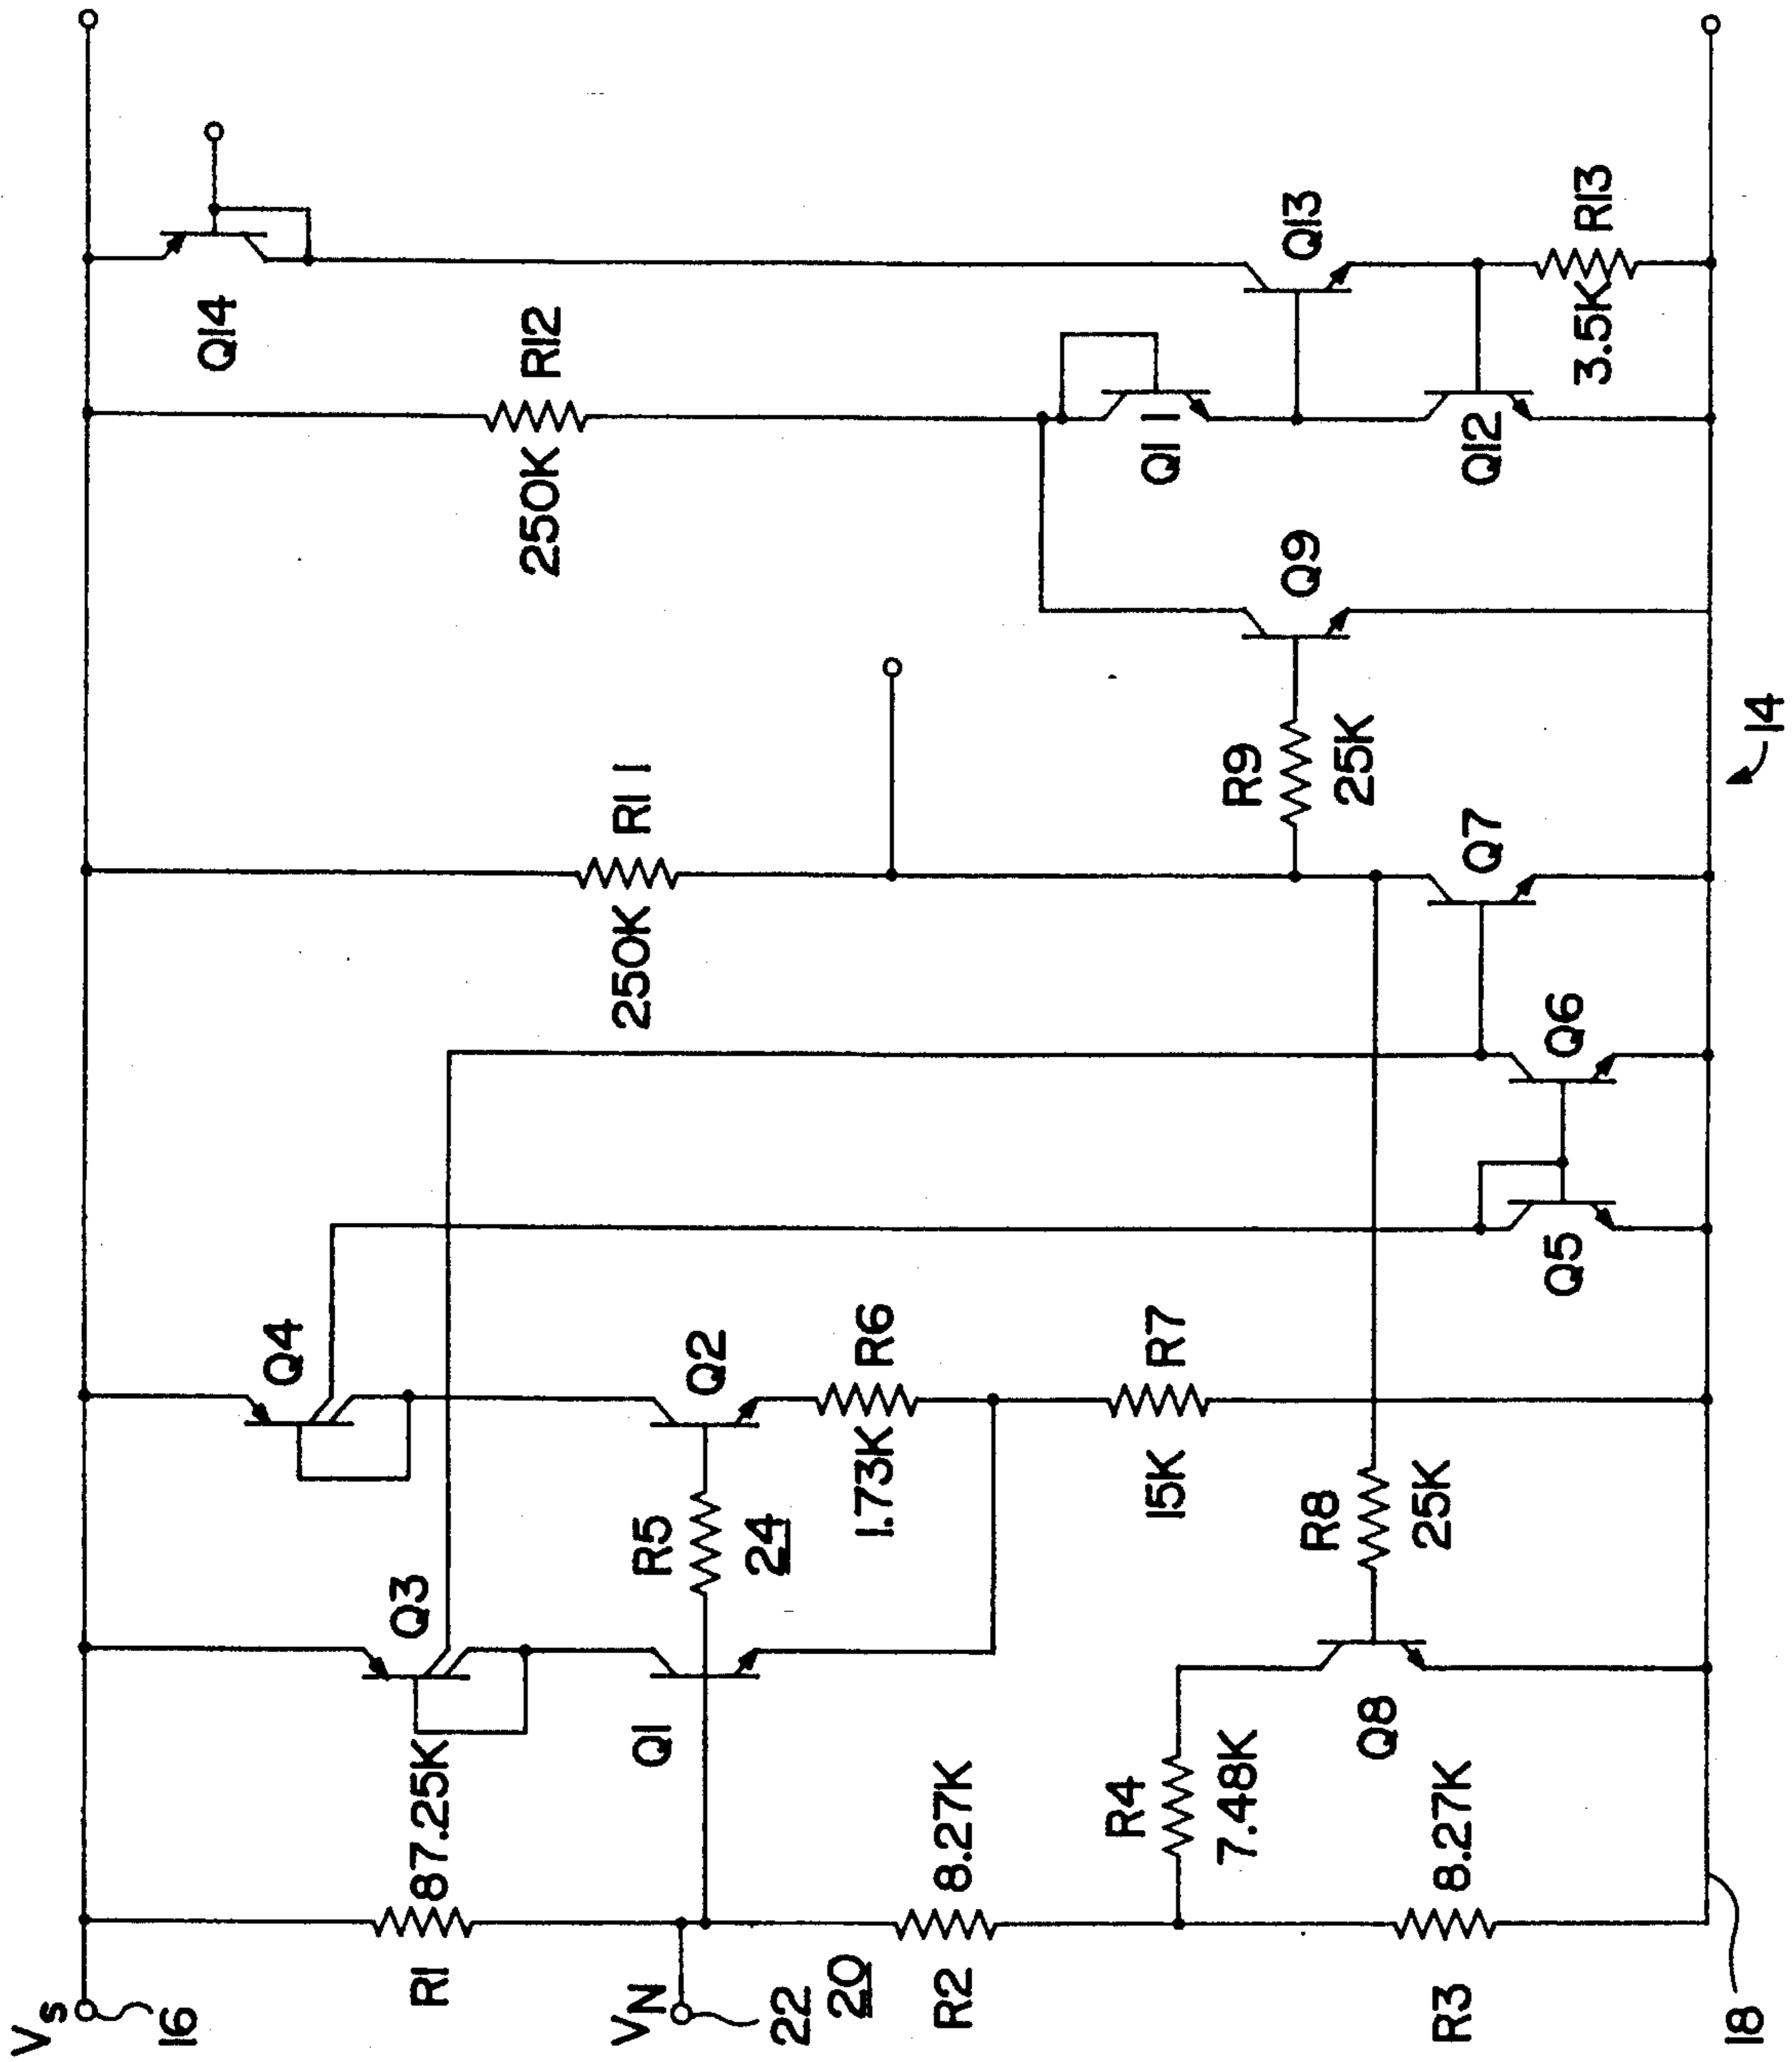 Vs
16
R1
87.25K
VN
22
20
R2
8.27K
R3
8.27K
18
R4
7.48K
Q8
R8
25K
Q1
Q3
R5
24
Q4
Q2
R6
1.73K
R7
15K
Q5
Q6
Q7
R11
250K
R9
25K
Q9
14
R12
250K
Q11
Q12
Q14
Q13
R13
3.5K